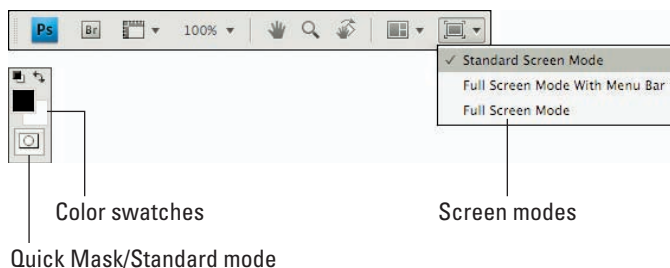 Ps Br 100%
✓ Standard Screen Mode
Full Screen Mode With Menu Bar
Full Screen Mode
Color swatches Screen modes
Quick Mask/Standard mode